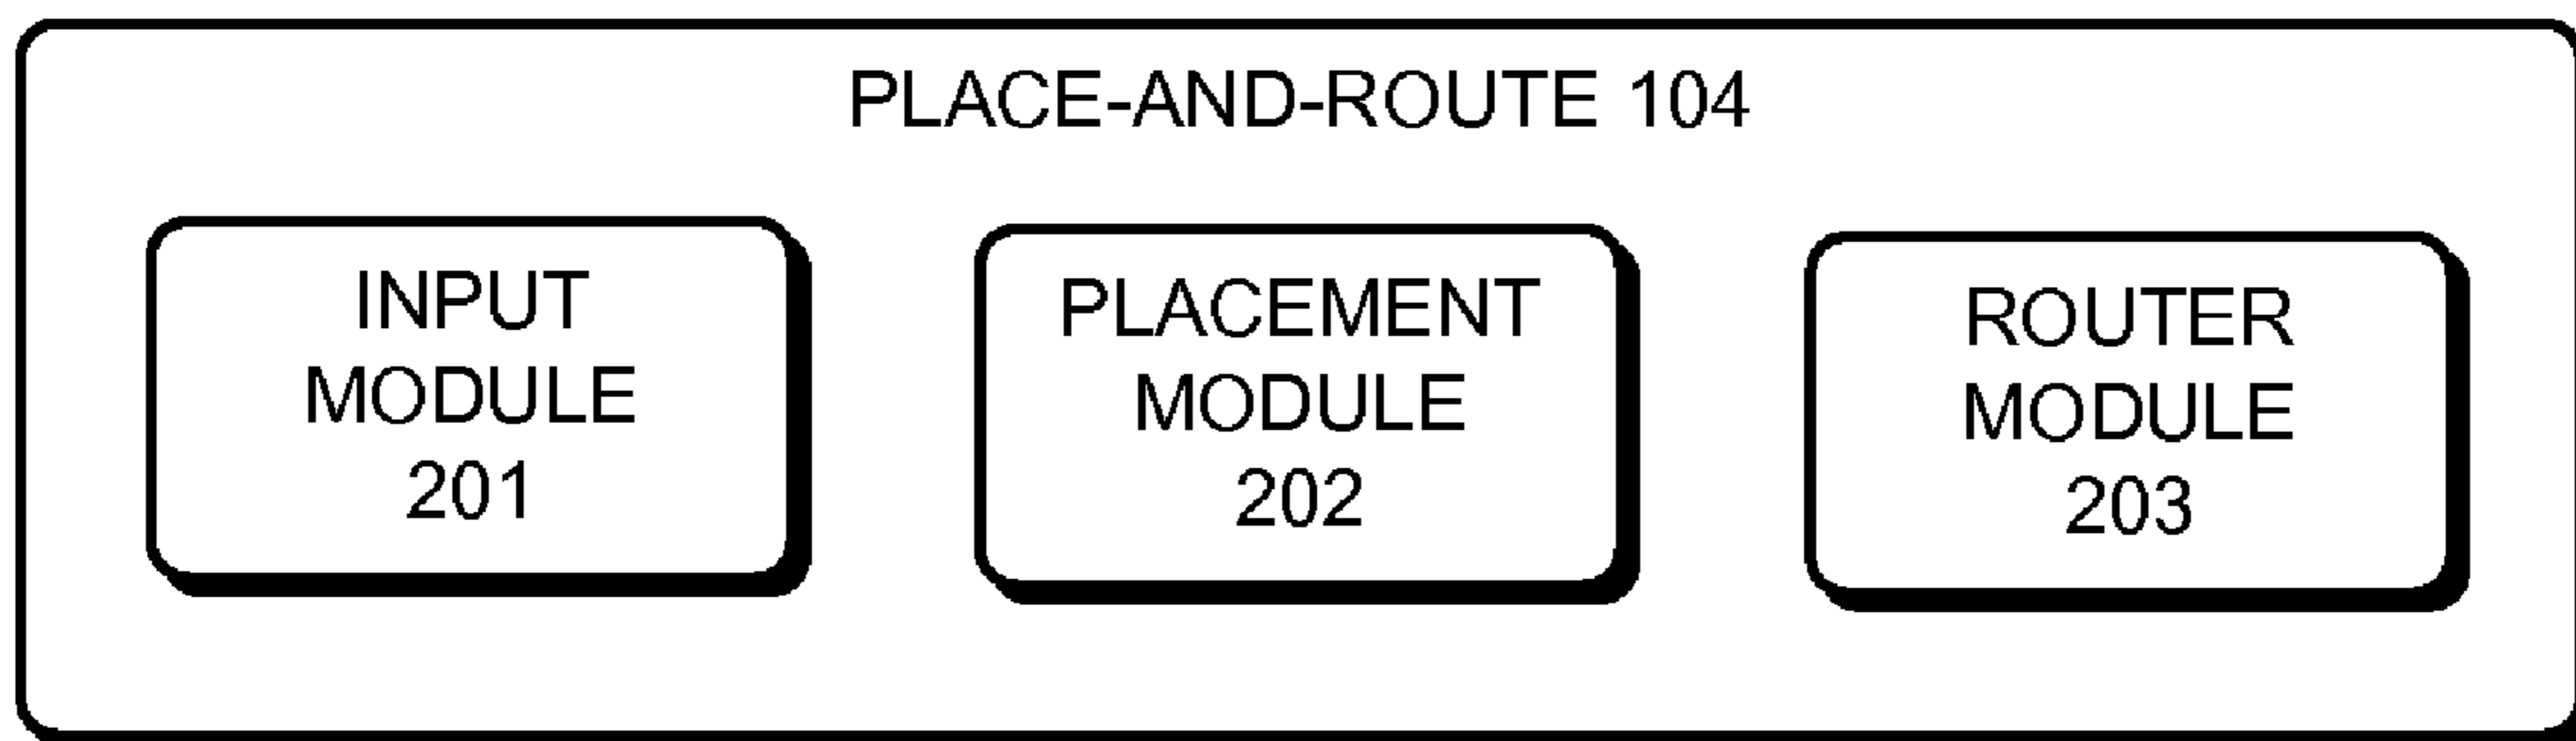 PLACE-AND-ROUTE 104
INPUT
MODULE
201
PLACEMENT
MODULE
202
ROUTER
MODULE
203